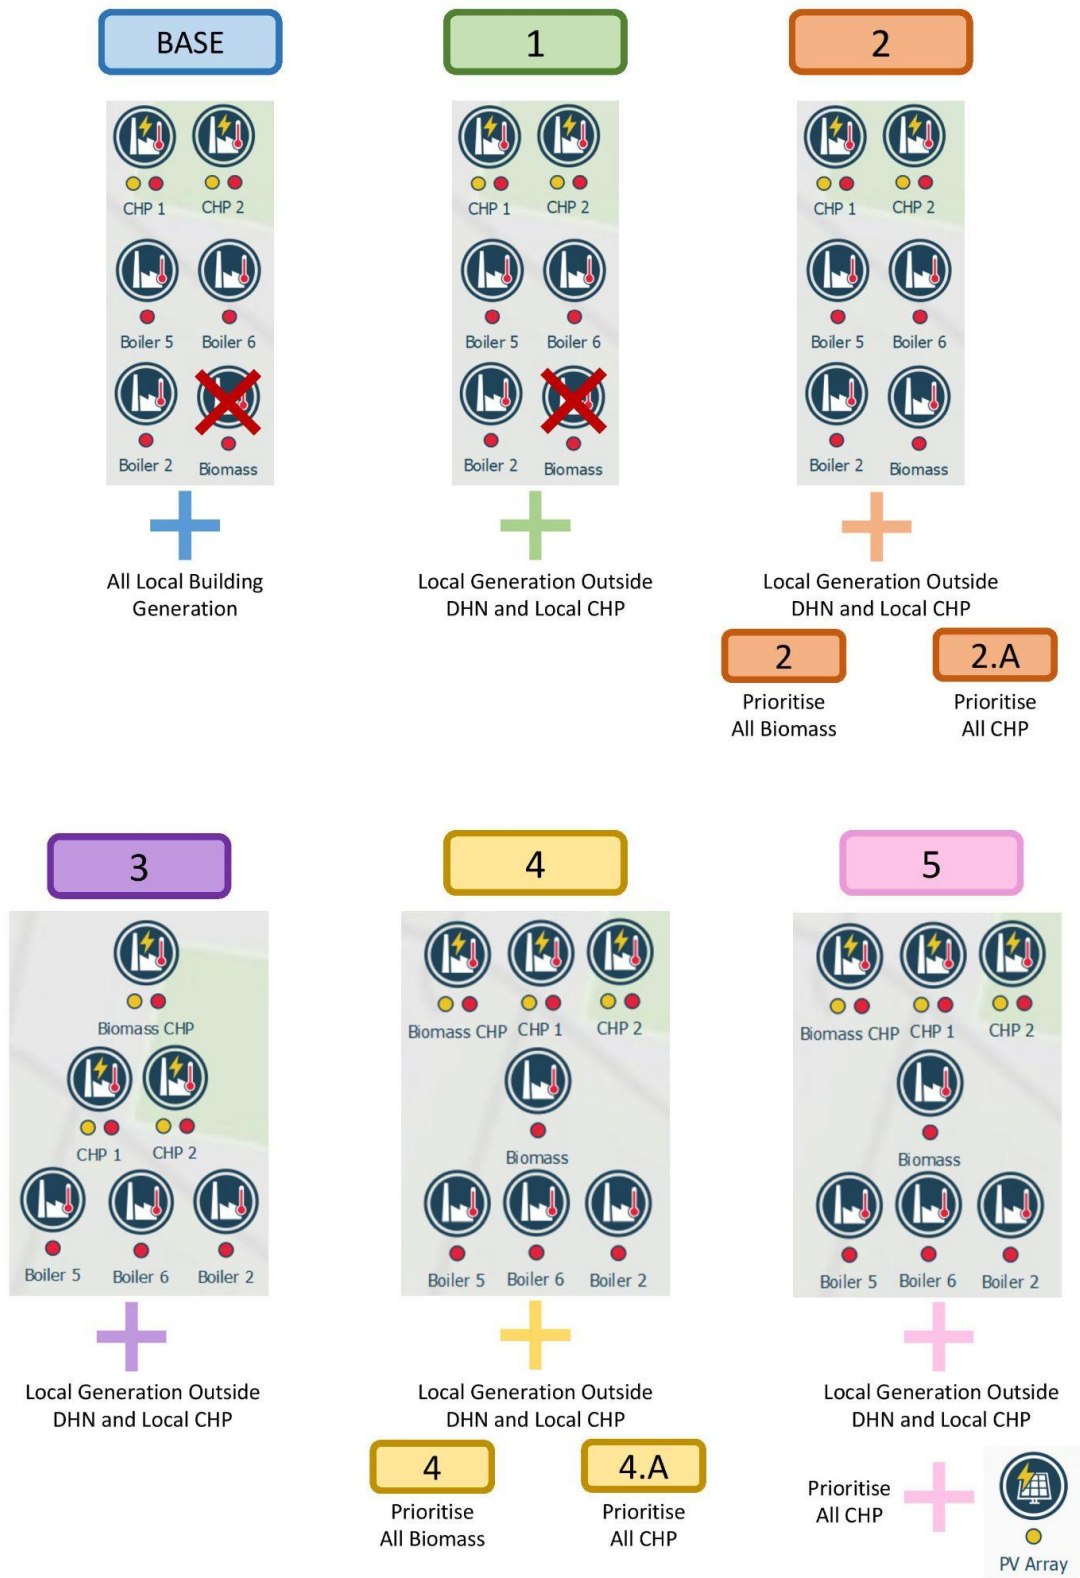 BASE
1
2
CHP 1
CHP 2
CHP 1
CHP 2
CHP 1
CHP 2
Boiler 5
Boiler 6
Boiler 5
Boiler 6
Boiler 5
Boiler 6
Boiler 2
Biomass
Boiler 2
Biomass
Boiler 2
Biomass
All Local Building
Generation
Local Generation Outside
DHN and Local CHP
Local Generation Outside
DHN and Local CHP
2
2.A
Prioritise
All Biomass
Prioritise
All CHP
3
4
5
Biomass CHP
CHP 1
CHP 2
Boiler 5
Boiler 6
Boiler 2
Biomass CHP
CHP 1
CHP 2
Biomass
Boiler 5
Boiler 6
Boiler 2
Biomass CHP
CHP 1
CHP 2
Biomass
Boiler 5
Boiler 6
Boiler 2
Local Generation Outside
DHN and Local CHP
Local Generation Outside
DHN and Local CHP
Local Generation Outside
DHN and Local CHP
4
4.A
Prioritise
All Biomass
Prioritise
All CHP
Prioritise
All CHP
PV Array